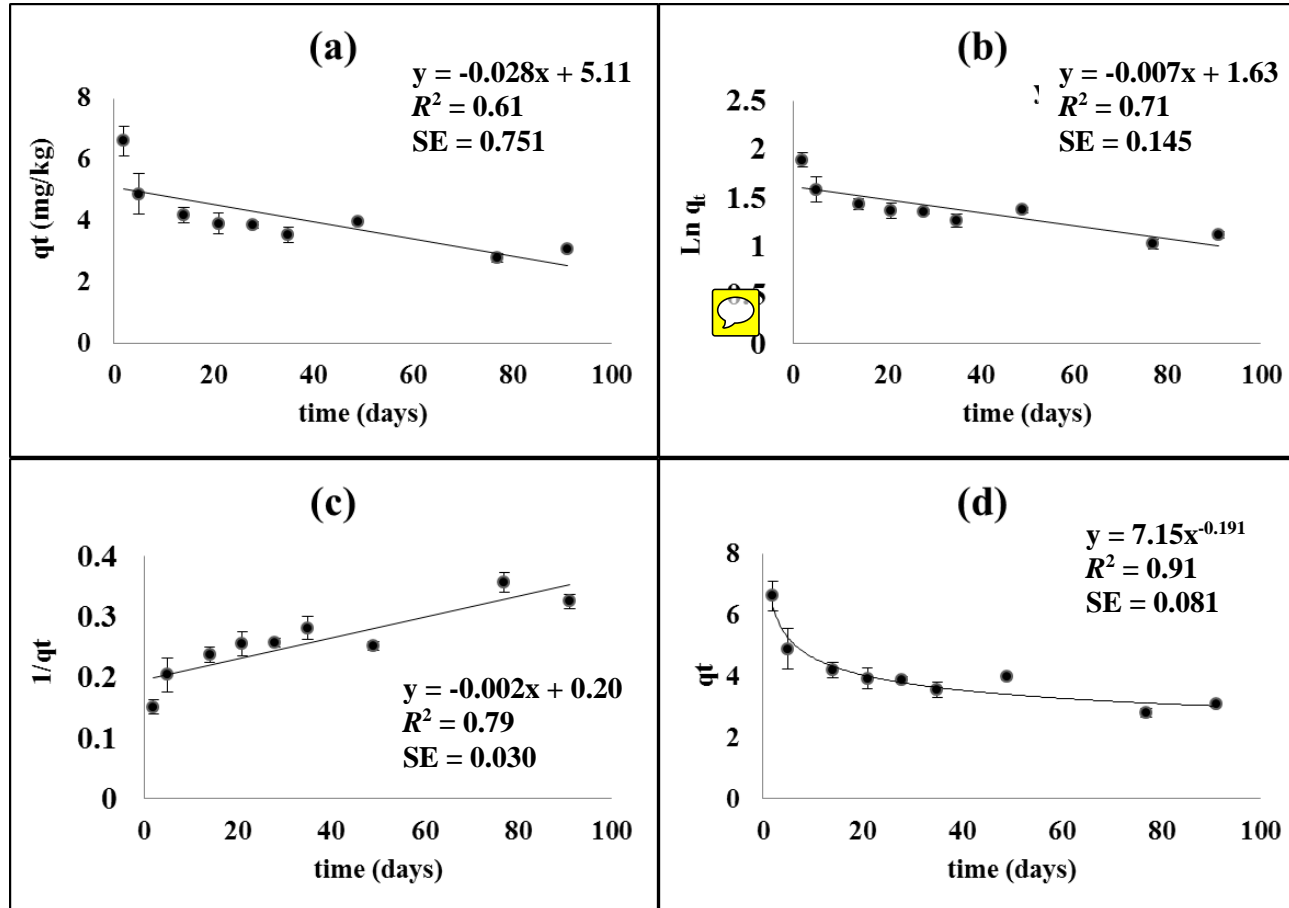 (a)
y = -0.028x + 5.11
R² = 0.61
SE = 0.751
8
6
4
2
0
qt (mg/kg)
0 20 40 60 80 100
time (days)
(b)
y = -0.007x + 1.63
R² = 0.71
SE = 0.145
2.5
2
1.5
1
0
Ln qₜ
0 20 40 60 80 100
time (days)
(c)
0.4
0.3
0.2
0.1
0
1/qt
y = -0.002x + 0.20
R² = 0.79
SE = 0.030
0 20 40 60 80 100
time (days)
(d)
y = 7.15x⁻⁰·¹⁹¹
R² = 0.91
SE = 0.081
8
6
4
2
0
qt
0 20 40 60 80 100
time (days)